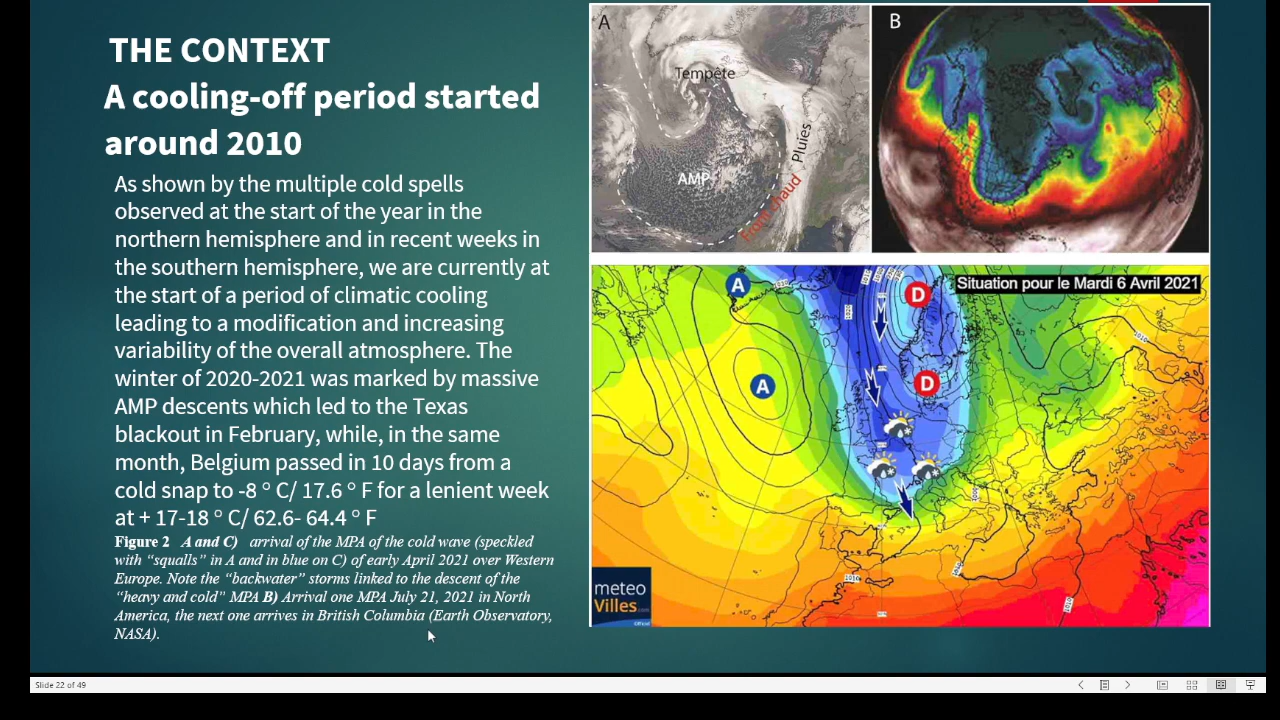 THE CONTEXT
A cooling-off period started
around 2010
As shown by the multiple cold spells
observed at the start of the year in the
northern hemisphere and in recent weeks in
the southern hemisphere, we are currently at
the start of a period of climatic cooling
leading to a modification and increasing
variability of the overall atmosphere. The
winter of 2020-2021 was marked by massive
AMP descents which led to the Texas
blackout in February, while, in the same
month, Belgium passed in 10 days from a
cold snap to -8 ° C/ 17.6 ° F for a lenient week
at + 17-18 ° C/ 62.6- 64.4 ° F
Figure 2 A and C) arrival of the MPA of the cold wave (speckled
with “squalls” in A and in blue on C) of early April 2021 over Western
Europe. Note the “backwater” storms linked to the descent of the
“heavy and cold” MPA B) Arrival one MPA July 21, 2021 in North
America, the next one arrives in British Columbia (Earth Observatory,
NASA).
A
Tempête
Pluies
AMP
Front chaud
B
Situation pour le Mardi 6 Avril 2021
A
D
A
D
1010
1010
1010
meteo
Villes.com
Slide 22 of 49